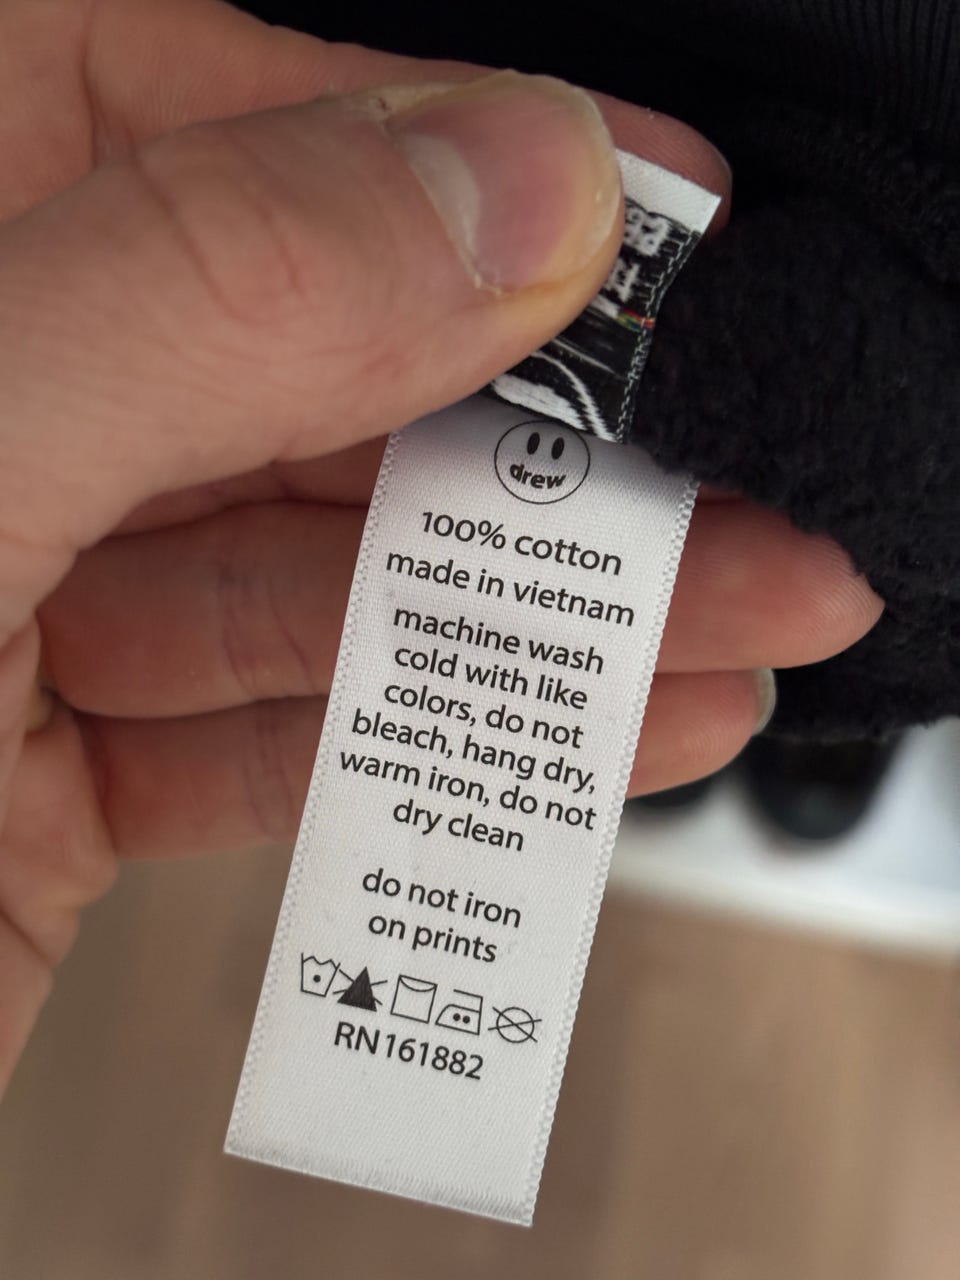 drew
100% cotton
made in vietnam
machine wash
cold with like
colors, do not
bleach, hang dry,
warm iron, do not
dry clean
do not iron
on prints
RN161882